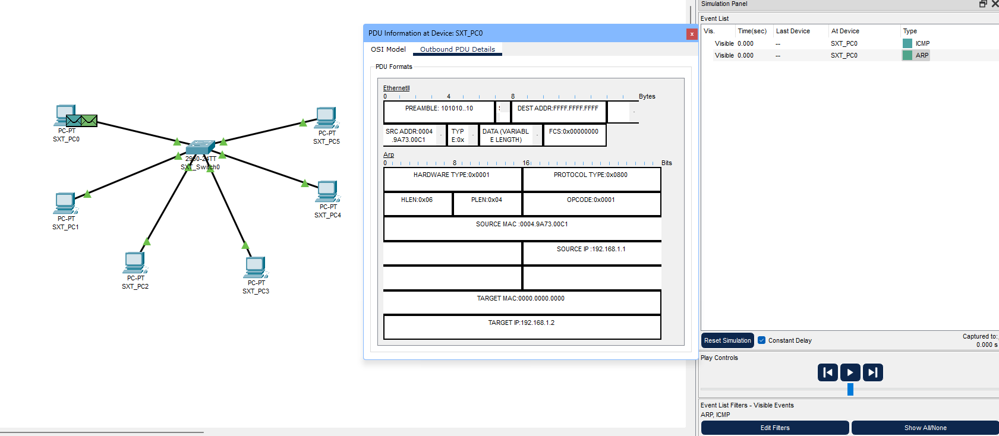 PC-PT
SXT_PC0
PC-PT
SXT_PC1
PC-PT
SXT_PC2
PC-PT
SXT_PC3
PC-PT
SXT_PC4
PC-PT
SXT_PC5
2950-24TT
SXT_Switch0
PDU Information at Device: SXT_PC0
x
OSI Model Outbound PDU Details
PDU Formats
EthernetII
0 4 8 Bytes
PREAMBLE: 101010..10 DEST ADDR:FFFF.FFFF.FFFF
SRC ADDR:0004 TYP DATA (VARIABL FCS:0x00000000
.9A73.00C1 E:0x E LENGTH)
Arp
0 8 16 Bits
HARDWARE TYPE:0x0001 PROTOCOL TYPE:0x0800
HLEN:0x06 PLEN:0x04 OPCODE:0x0001
SOURCE MAC :0004.9A73.00C1
SOURCE IP :192.168.1.1
TARGET MAC:0000.0000.0000
TARGET IP:192.168.1.2
Simulation Panel
Event List
Vis. Time(sec) Last Device At Device Type
Visible 0.000 -- SXT_PC0 ICMP
Visible 0.000 -- SXT_PC0 ARP
Reset Simulation Constant Delay
Captured to:
0.000 s
Play Controls
Event List Filters - Visible Events
ARP, ICMP
Edit Filters Show All/None